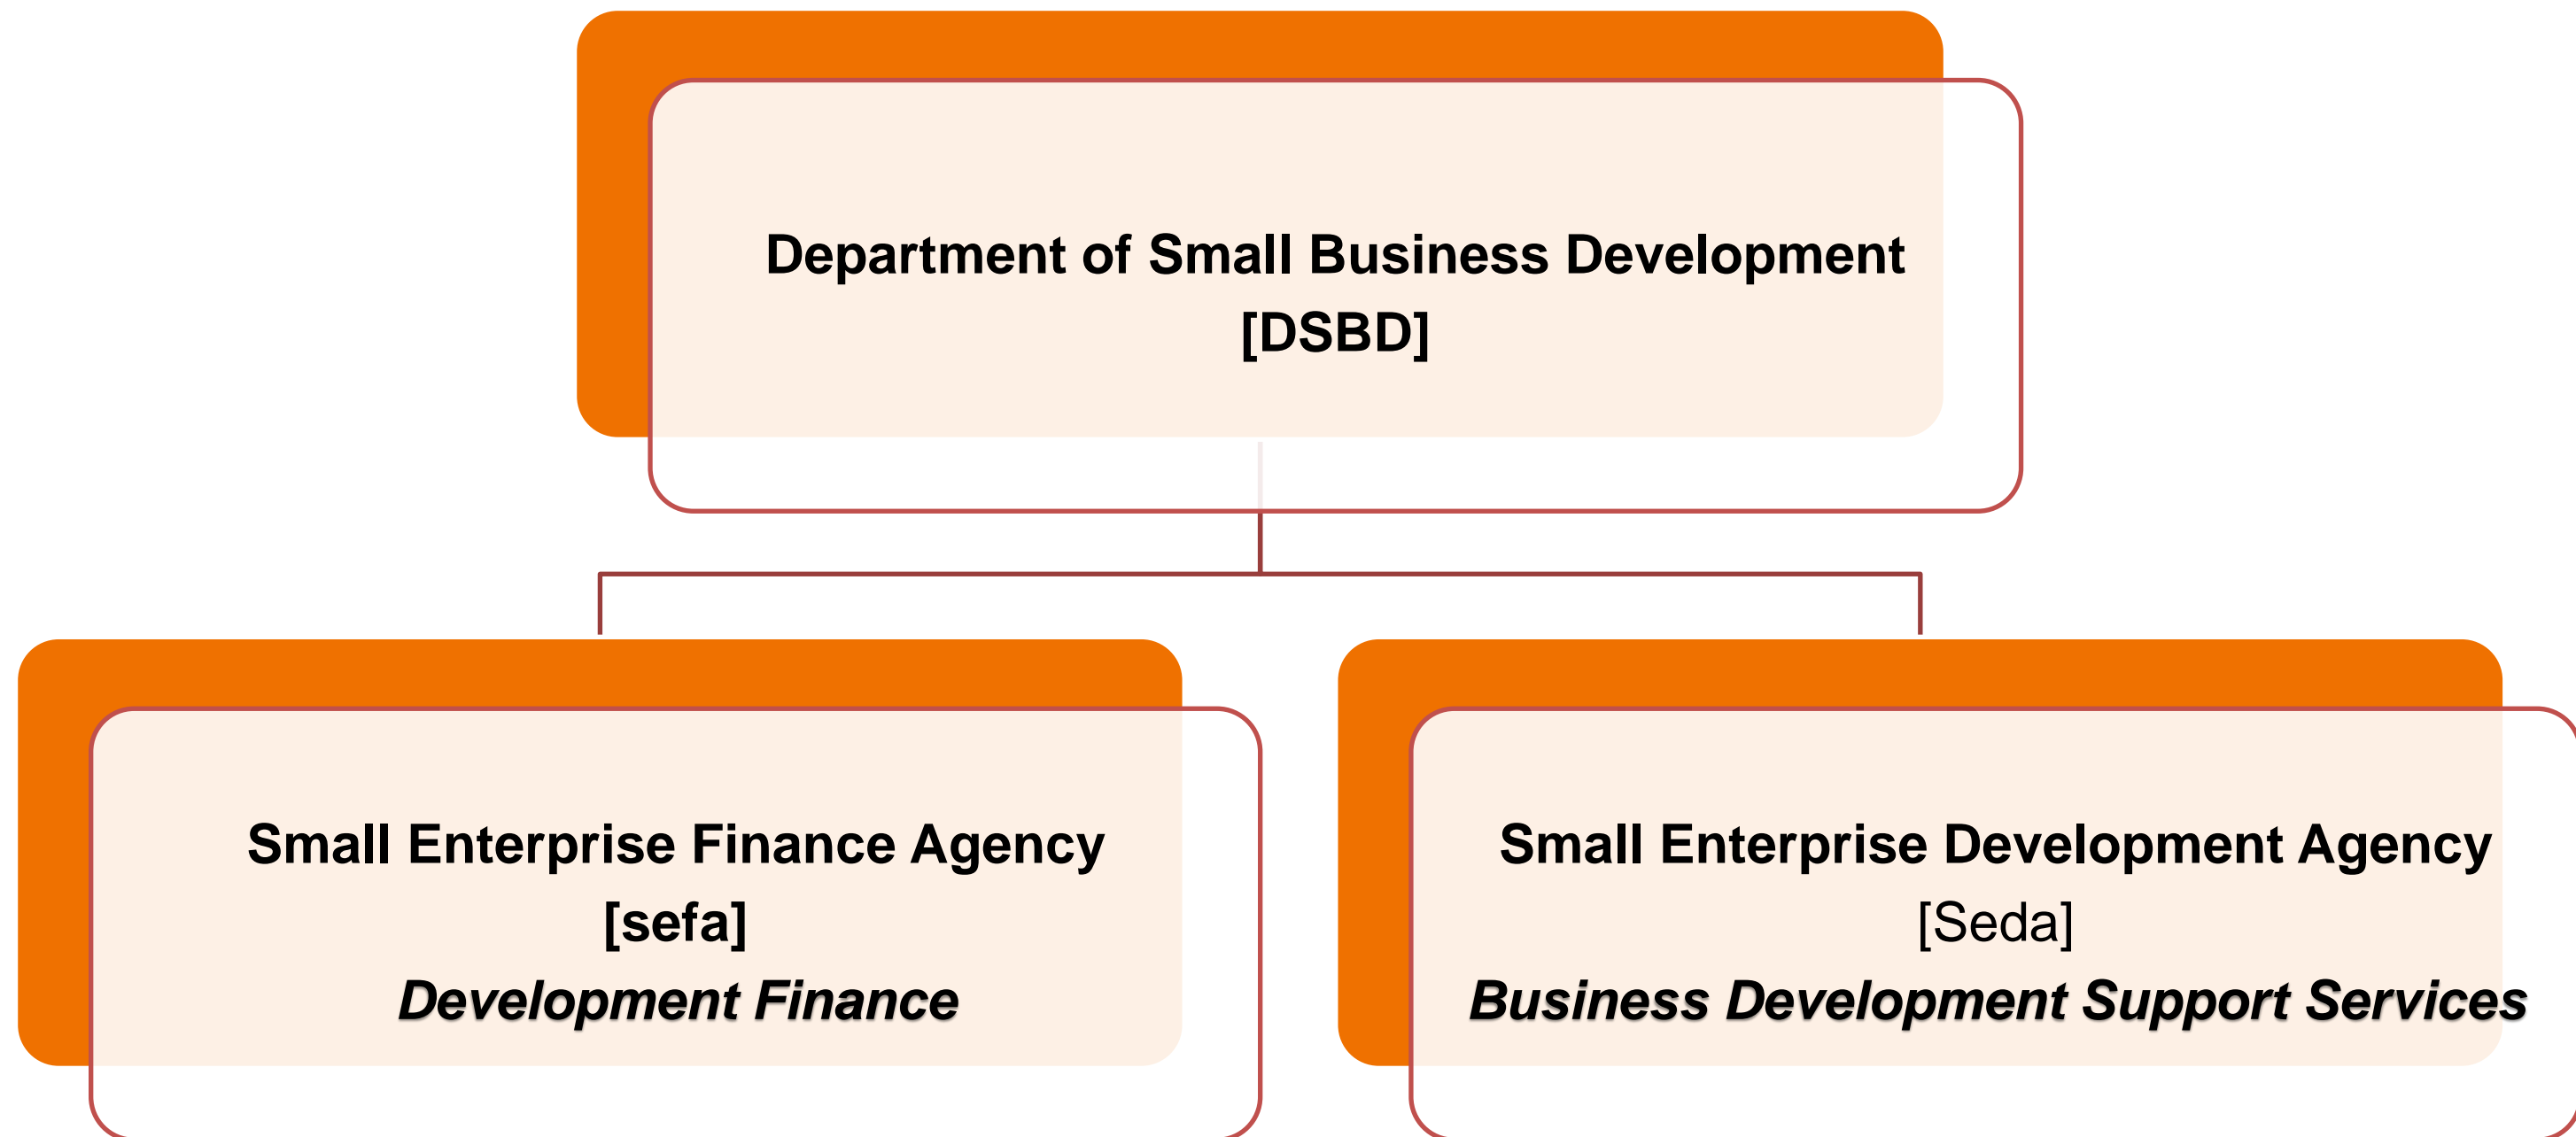 Department of Small Business Development
[DSBD]
Small Enterprise Finance Agency
[sefa]
Development Finance
Small Enterprise Development Agency
[Seda]
Business Development Support Services